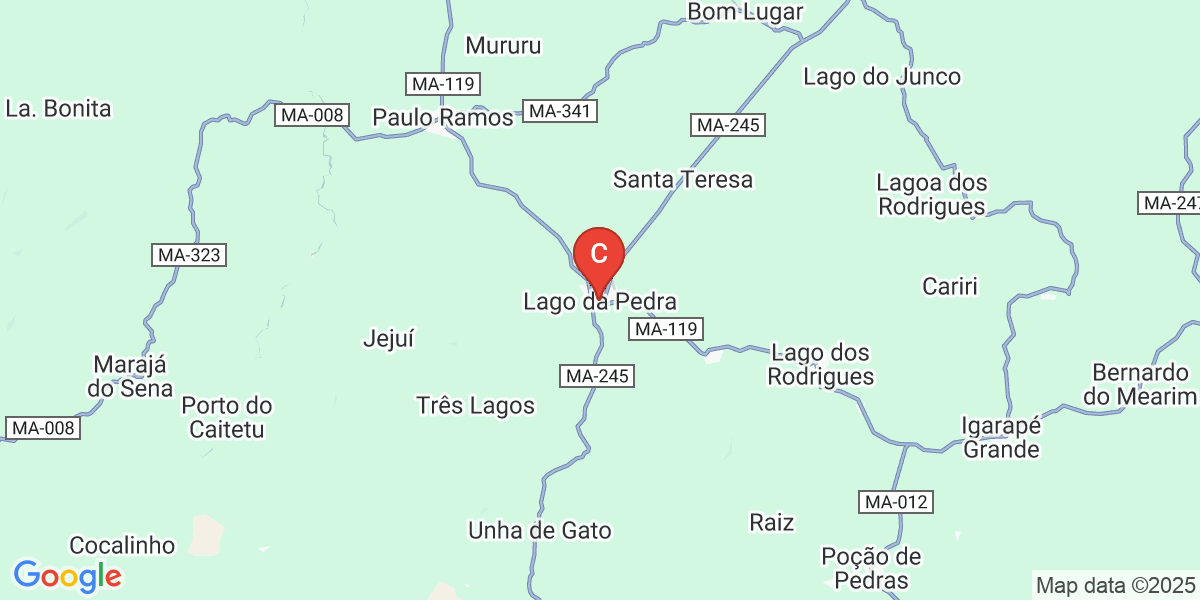 Bom Lugar
Mururu
Lago do Junco
MA-119
La. Bonita
MA-008
Paulo Ramos
MA-341
MA-245
Santa Teresa
Lagoa dos
Rodrigues
MA-247
MA-323
C
Cariri
Lago da Pedra
MA-119
Jejuí
Lago dos
Rodrigues
Marajá
do Sena
MA-245
Bernardo
do Mearim
Porto do
Caitetu
Três Lagos
MA-008
Igarapé
Grande
MA-012
Unha de Gato
Raiz
Cocalinho
Poção de
Pedras
Google
Map data ©2025